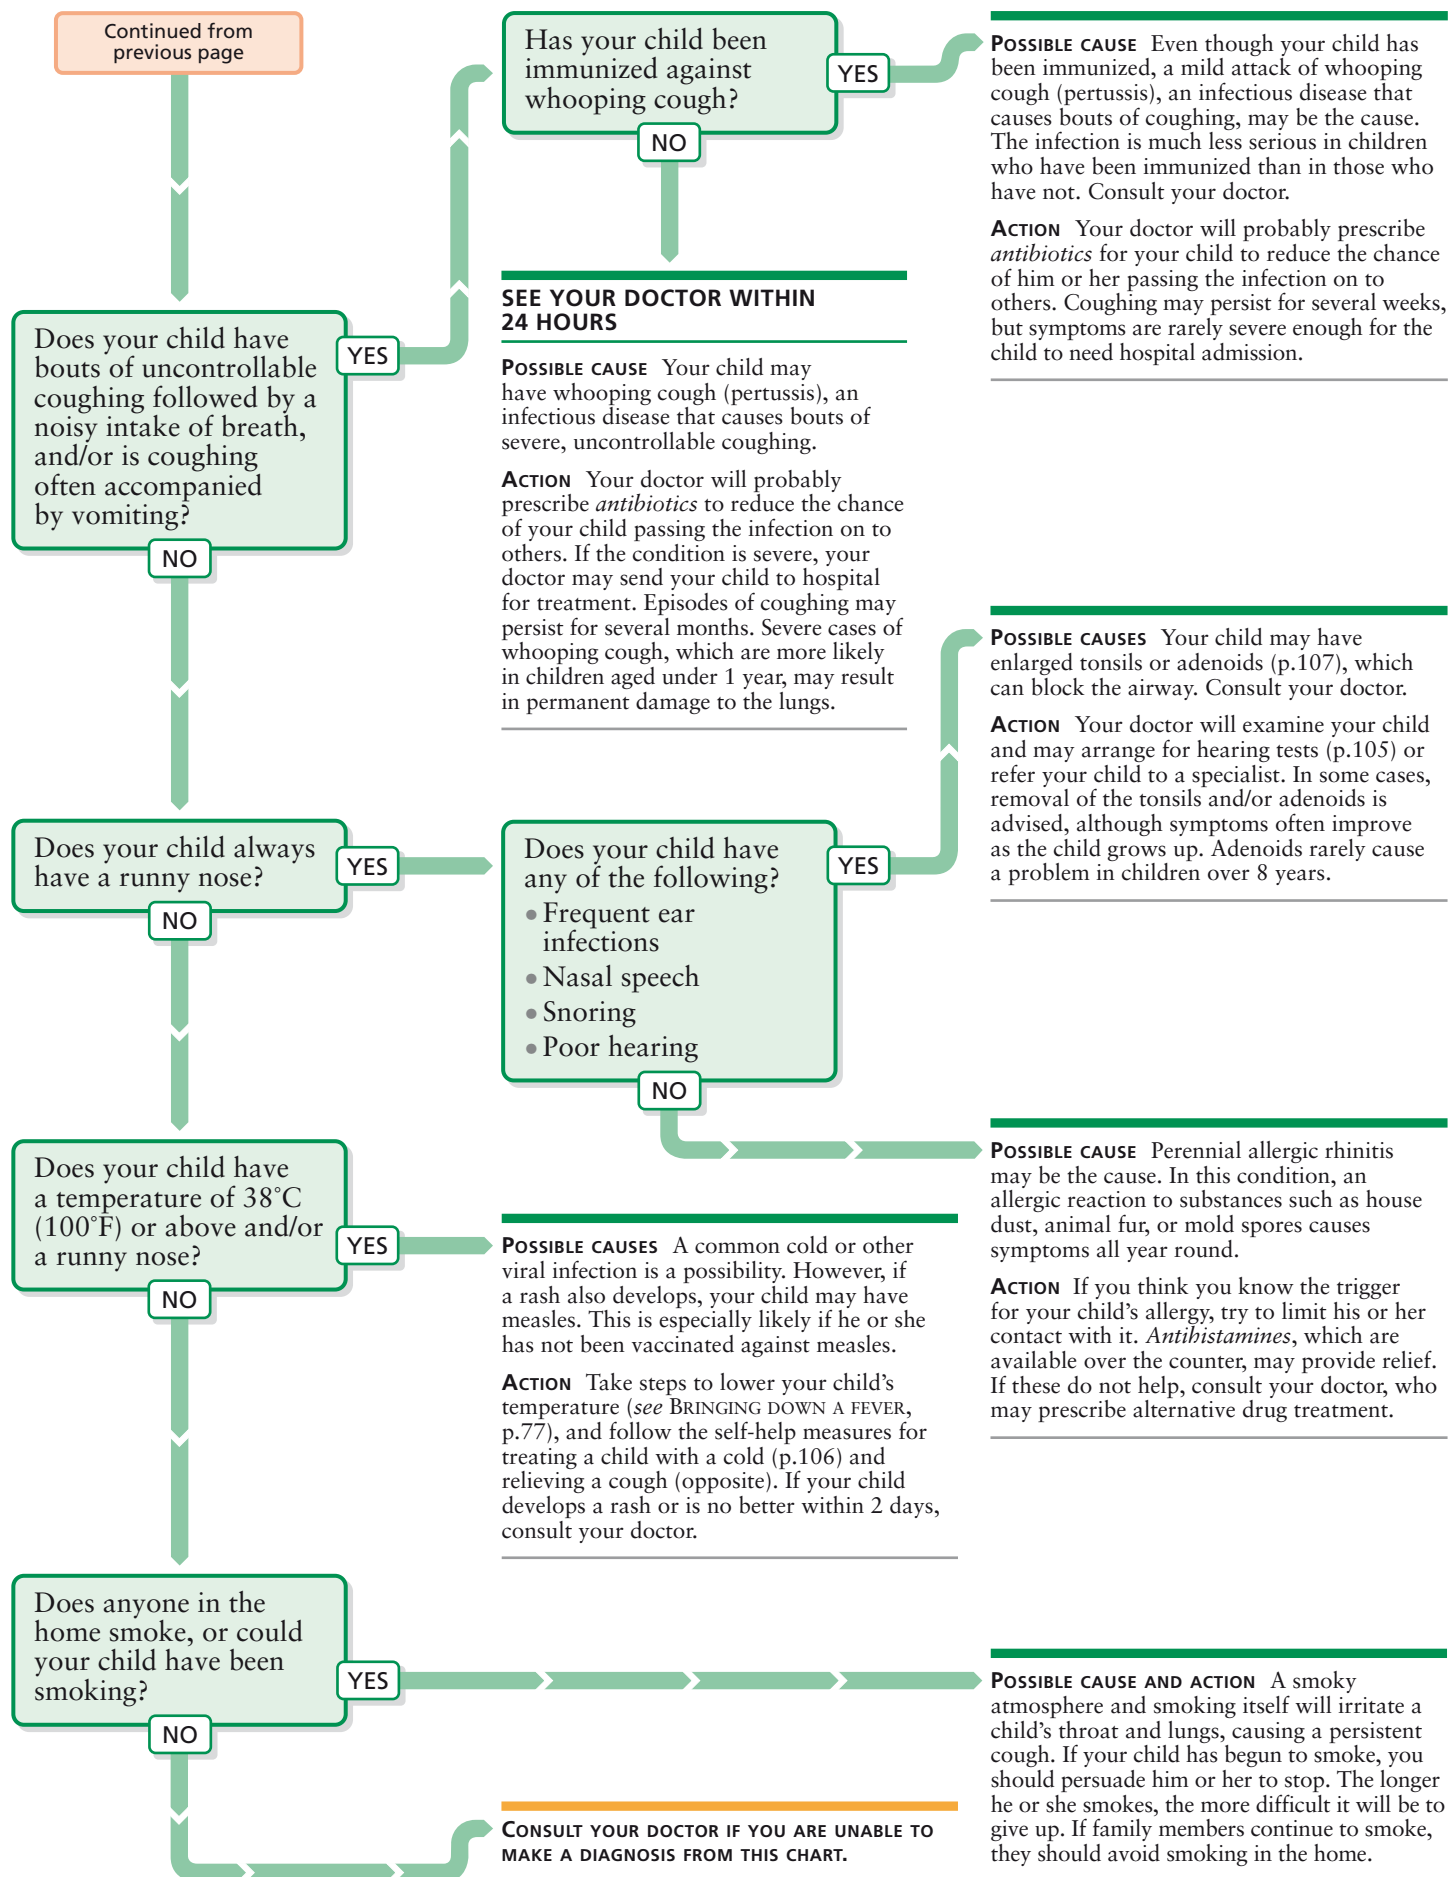 Continued from
previous page
Has your child been
immunized against
whooping cough?
YES
NO
POSSIBLE CAUSE Even though your child has
been immunized, a mild attack of whooping
cough (pertussis), an infectious disease that
causes bouts of coughing, may be the cause.
The infection is much less serious in children
who have been immunized than in those who
have not. Consult your doctor.
ACTION Your doctor will probably prescribe
antibiotics for your child to reduce the chance
of him or her passing the infection on to
others. Coughing may persist for several weeks,
but symptoms are rarely severe enough for the
child to need hospital admission.
SEE YOUR DOCTOR WITHIN
24 HOURS
POSSIBLE CAUSE Your child may
have whooping cough (pertussis), an
infectious disease that causes bouts of
severe, uncontrollable coughing.
ACTION Your doctor will probably
prescribe antibiotics to reduce the chance
of your child passing the infection on to
others. If the condition is severe, your
doctor may send your child to hospital
for treatment. Episodes of coughing may
persist for several months. Severe cases of
whooping cough, which are more likely
in children aged under 1 year, may result
in permanent damage to the lungs.
Does your child have
bouts of uncontrollable
coughing followed by a
noisy intake of breath,
and/or is coughing
often accompanied
by vomiting?
YES
NO
Does your child always
have a runny nose?
YES
NO
Does your child have
any of the following?
• Frequent ear
infections
• Nasal speech
• Snoring
• Poor hearing
YES
NO
POSSIBLE CAUSES Your child may have
enlarged tonsils or adenoids (p.107), which
can block the airway. Consult your doctor.
ACTION Your doctor will examine your child
and may arrange for hearing tests (p.105) or
refer your child to a specialist. In some cases,
removal of the tonsils and/or adenoids is
advised, although symptoms often improve
as the child grows up. Adenoids rarely cause
a problem in children over 8 years.
POSSIBLE CAUSE Perennial allergic rhinitis
may be the cause. In this condition, an
allergic reaction to substances such as house
dust, animal fur, or mold spores causes
symptoms all year round.
ACTION If you think you know the trigger
for your child's allergy, try to limit his or her
contact with it. Antihistamines, which are
available over the counter, may provide relief.
If these do not help, consult your doctor, who
may prescribe alternative drug treatment.
Does your child have
a temperature of 38˚C
(100˚F) or above and/or
a runny nose?
YES
NO
POSSIBLE CAUSES A common cold or other
viral infection is a possibility. However, if
a rash also develops, your child may have
measles. This is especially likely if he or she
has not been vaccinated against measles.
ACTION Take steps to lower your child's
temperature (see BRINGING DOWN A FEVER,
p.77), and follow the self-help measures for
treating a child with a cold (p.106) and
relieving a cough (opposite). If your child
develops a rash or is no better within 2 days,
consult your doctor.
Does anyone in the
home smoke, or could
your child have been
smoking?
YES
NO
POSSIBLE CAUSE AND ACTION A smoky
atmosphere and smoking itself will irritate a
child's throat and lungs, causing a persistent
cough. If your child has begun to smoke, you
should persuade him or her to stop. The longer
he or she smokes, the more difficult it will be to
give up. If family members continue to smoke,
they should avoid smoking in the home.
CONSULT YOUR DOCTOR IF YOU ARE UNABLE TO
MAKE A DIAGNOSIS FROM THIS CHART.